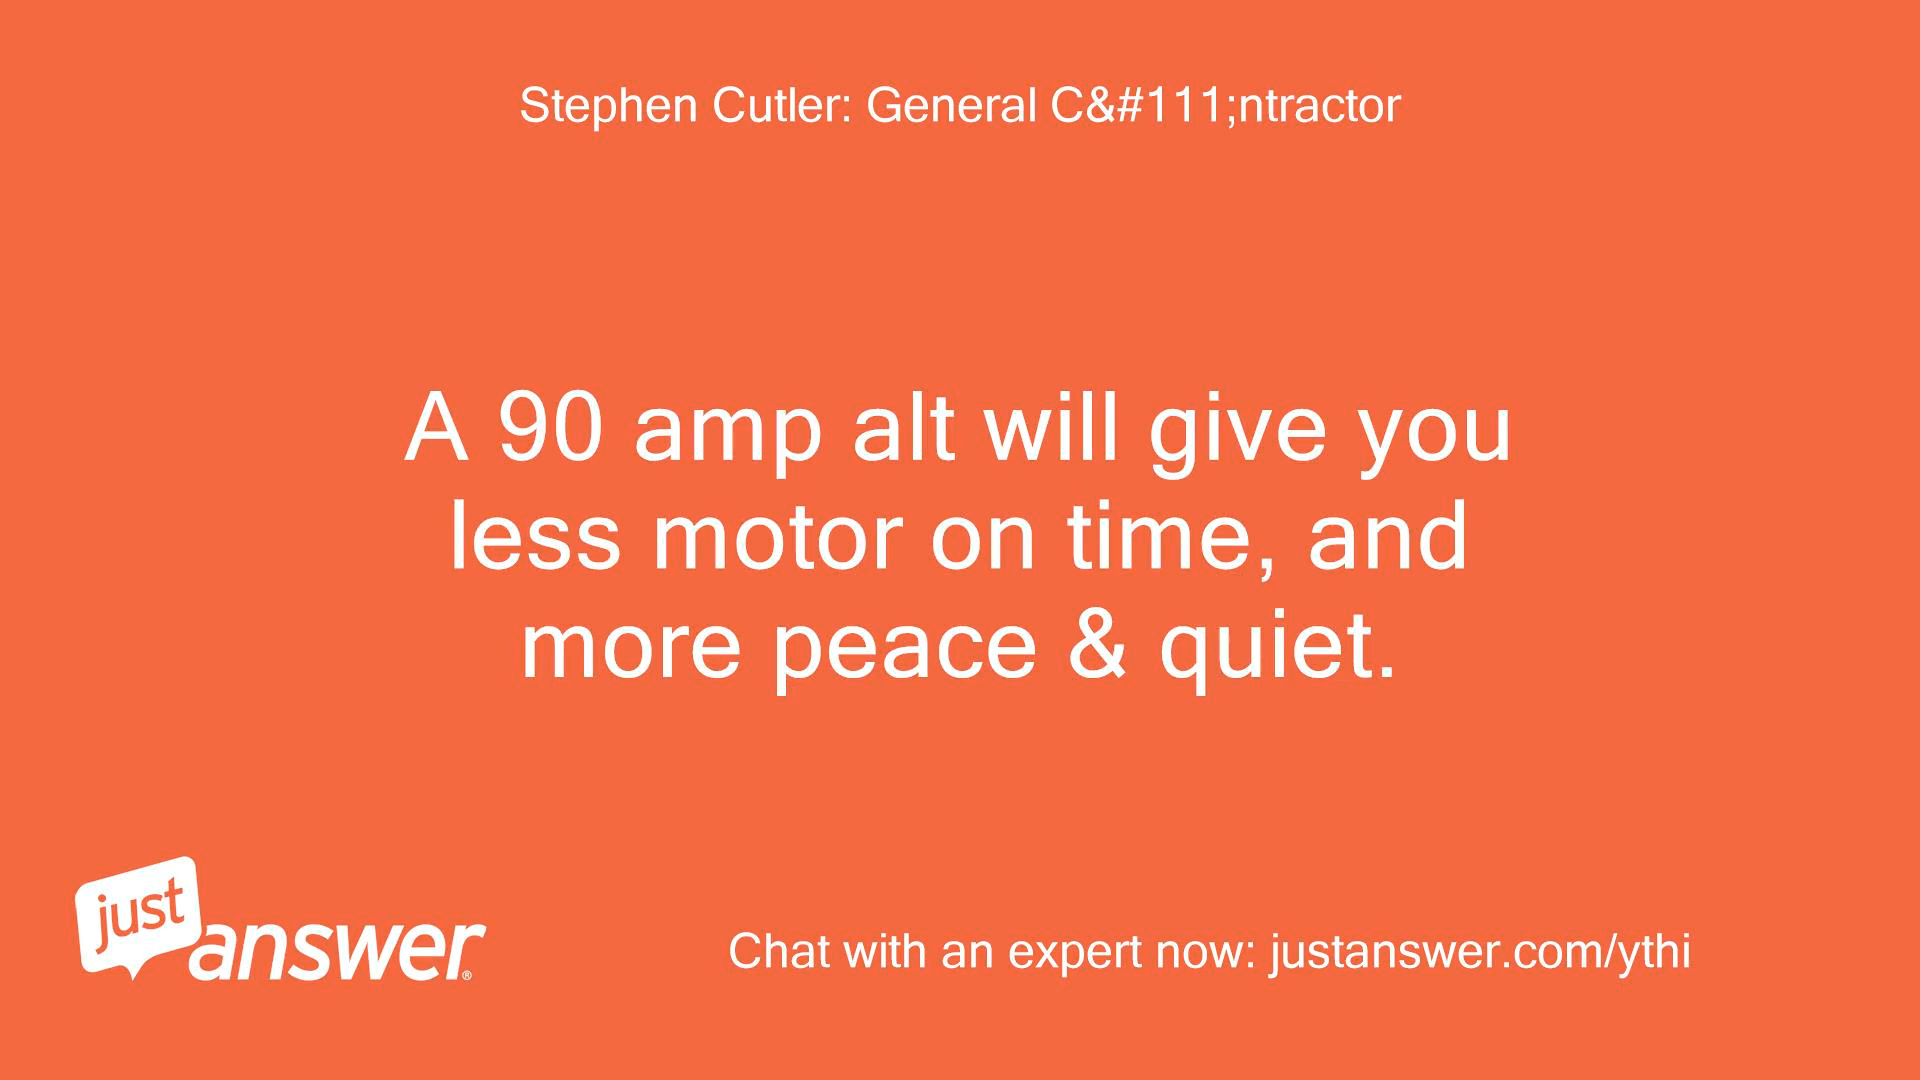 Stephen Cutler: General C&#111;ntractor
A 90 amp alt will give you
less motor on time, and
more peace & quiet.
just
answer®
Chat with an expert now: justanswer.com/ythi